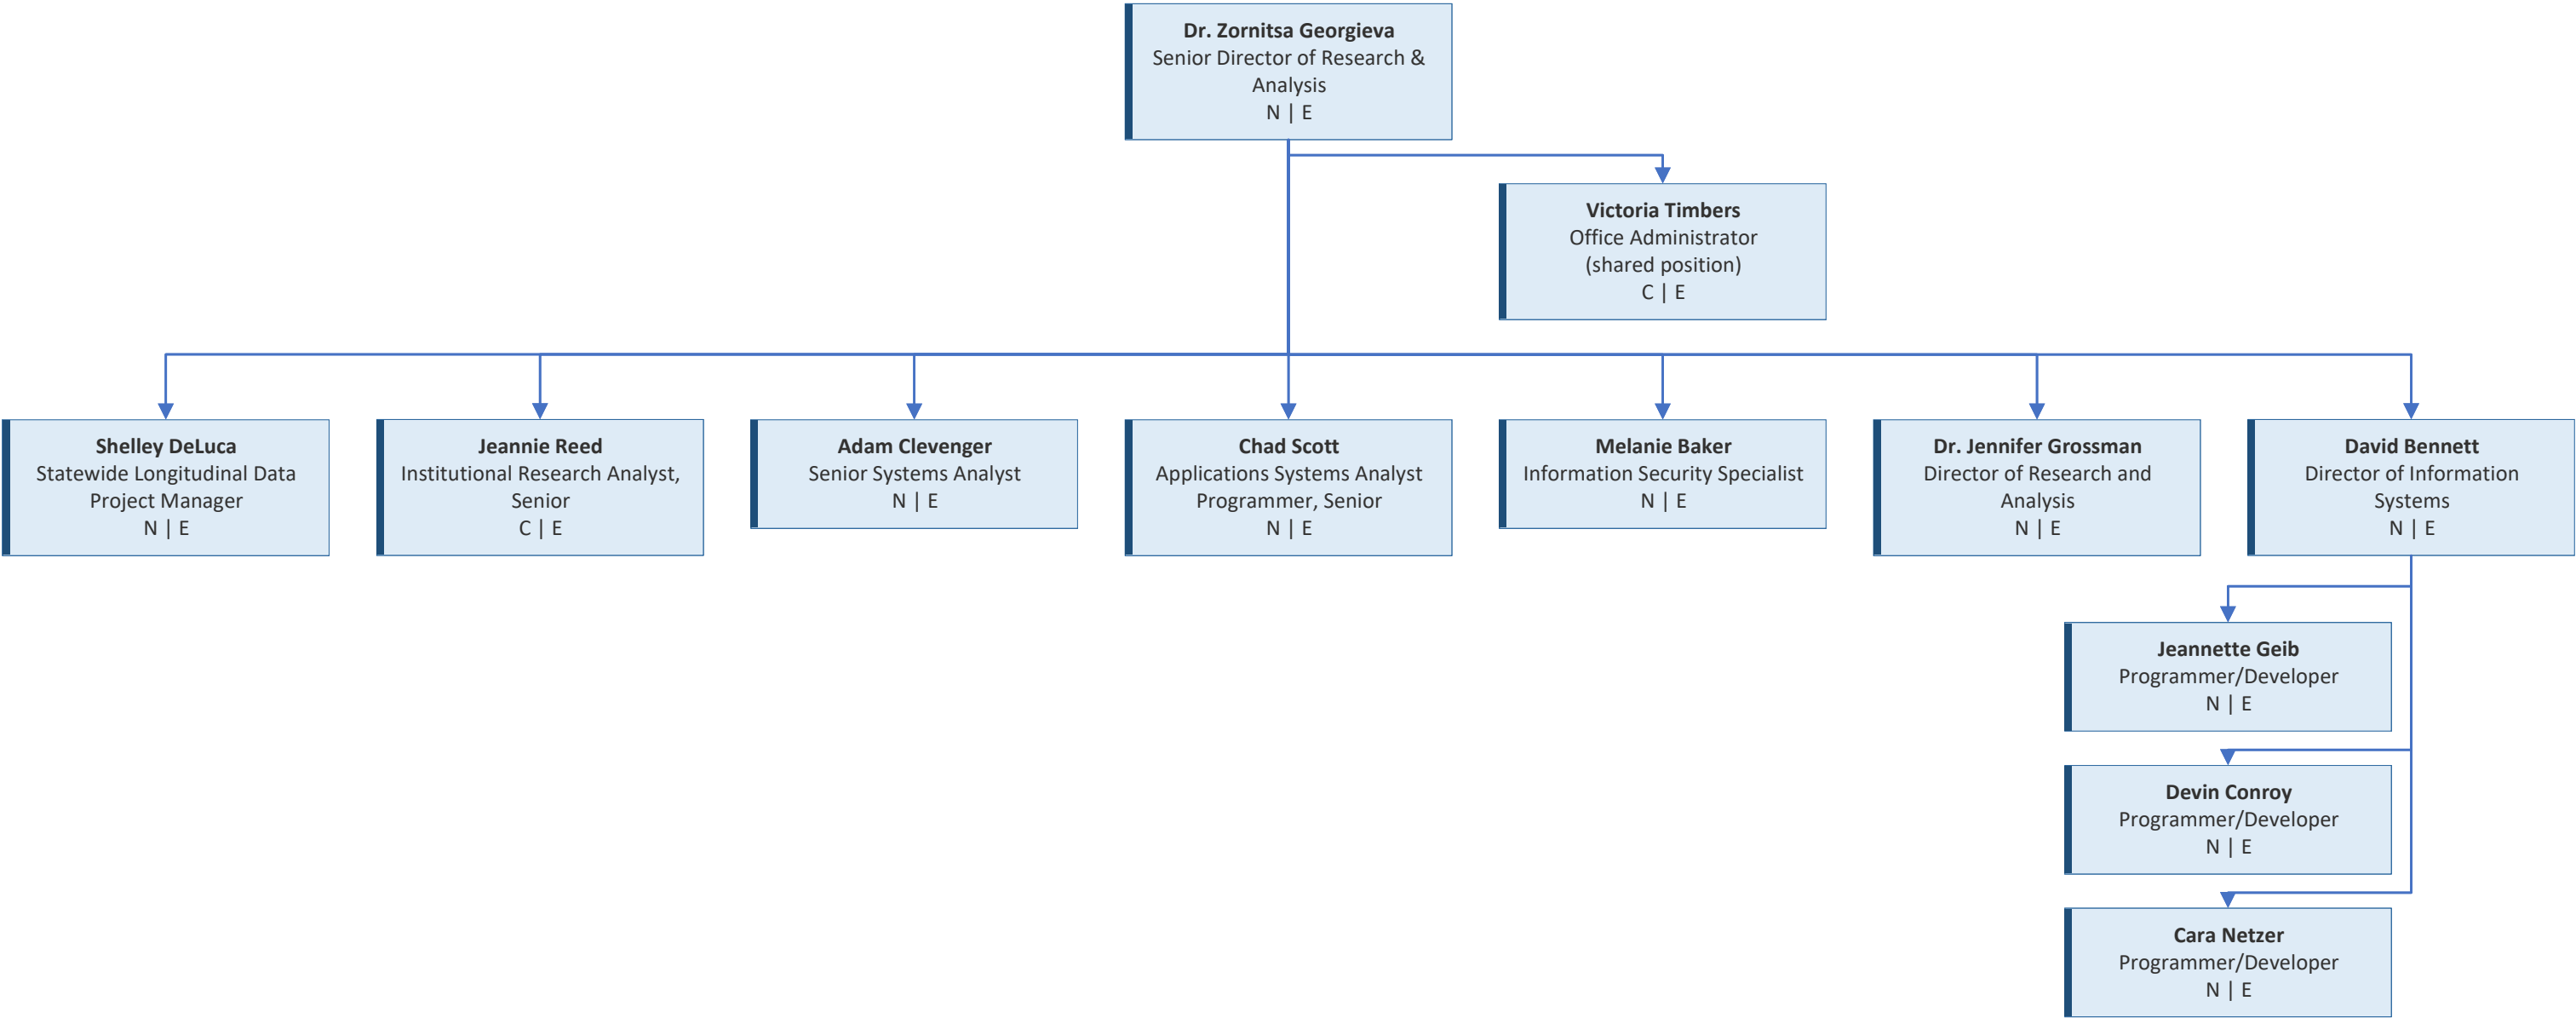 Dr. Zornitsa Georgieva
Senior Director of Research &
Analysis
N | E
Victoria Timbers
Office Administrator
(shared position)
C | E
Shelley DeLuca
Statewide Longitudinal Data
Project Manager
N | E
Jeannie Reed
Institutional Research Analyst,
Senior
C | E
Adam Clevenger
Senior Systems Analyst
N | E
Chad Scott
Applications Systems Analyst
Programmer, Senior
N | E
Melanie Baker
Information Security Specialist
N | E
Dr. Jennifer Grossman
Director of Research and
Analysis
N | E
David Bennett
Director of Information
Systems
N | E
Jeannette Geib
Programmer/Developer
N | E
Devin Conroy
Programmer/Developer
N | E
Cara Netzer
Programmer/Developer
N | E